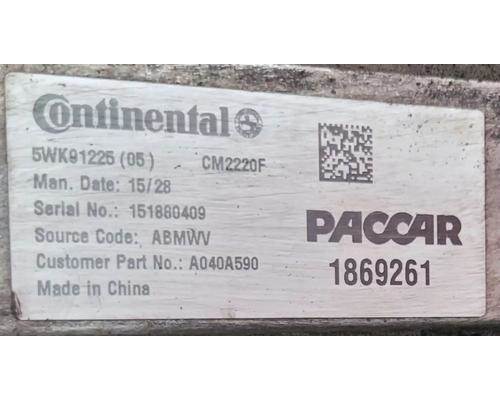 Continental
5WK91225 (05) CM2220F
Man. Date: 15/28
Serial No.: 151880409
Source Code: ABMWV
Customer Part No.: A040A590
Made in China
PACCAR
1869261